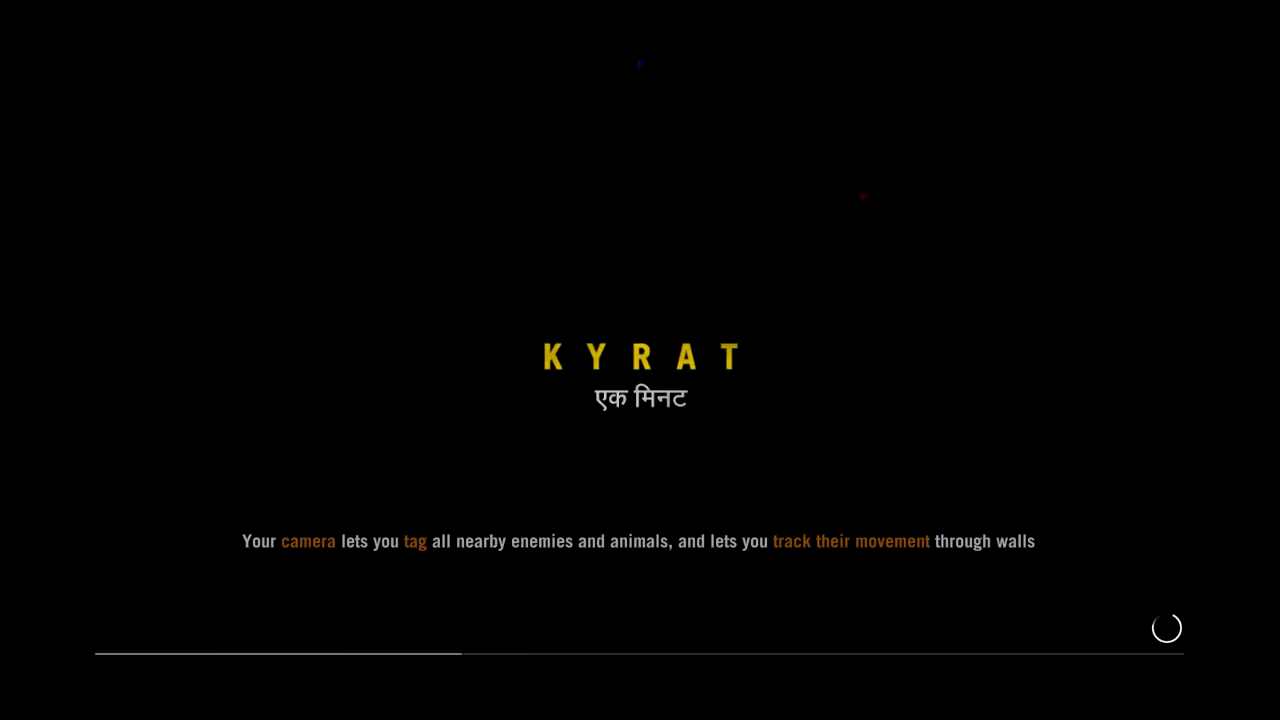 KYRAT
एक मिनट
Your camera lets you tag all nearby enemies and animals, and lets you track their movement through walls